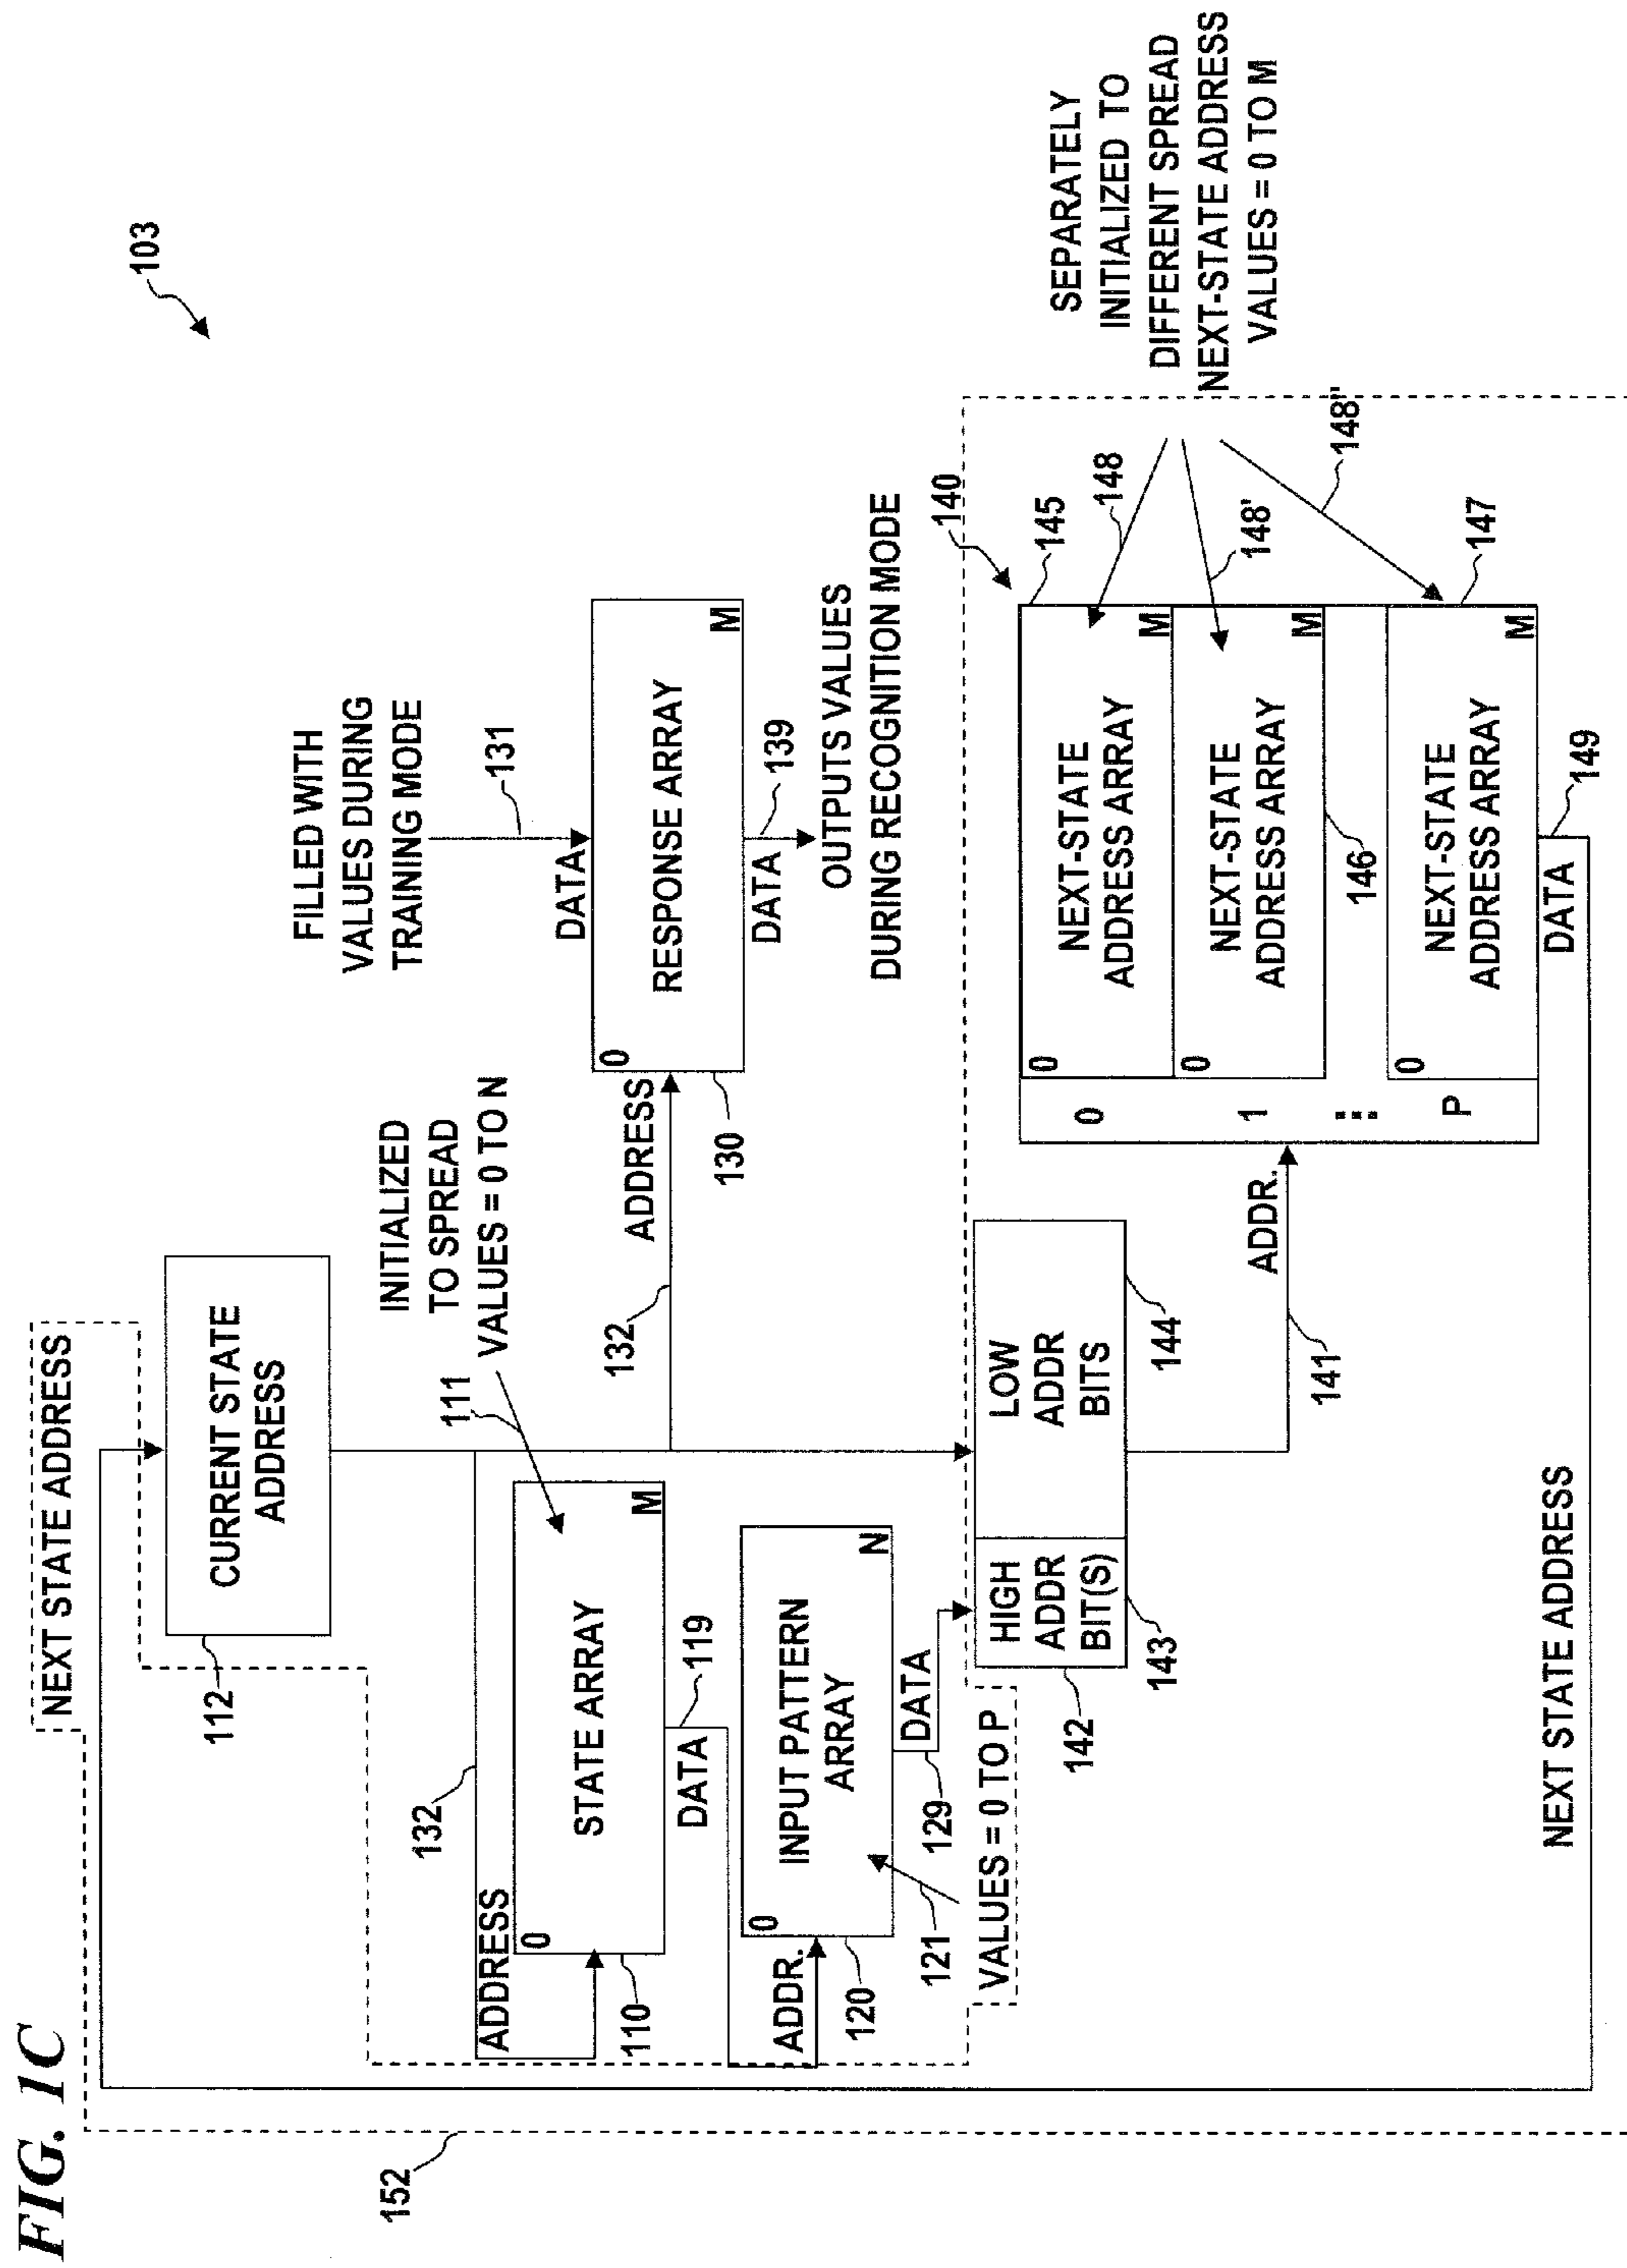 FIG. 1C
103
152
NEXT STATE ADDRESS
CURRENT STATE
ADDRESS
112
132
ADDRESS
INITIALIZED
TO SPREAD
VALUES = 0 TO N
111
0
STATE ARRAY
M
110
DATA
119
ADDR.
0
INPUT PATTERN
ARRAY
N
120
121
VALUES = 0 TO P
DATA
129
FILLED WITH
VALUES DURING
TRAINING MODE
131
DATA
132
ADDRESS
0
RESPONSE ARRAY
M
130
DATA
139
OUTPUTS VALUES
DURING RECOGNITION MODE
HIGH
ADDR
BIT(S)
LOW
ADDR
BITS
142
143
144
141
ADDR.
140
145
0
0
NEXT-STATE
ADDRESS ARRAY
M
148
1
0
NEXT-STATE
ADDRESS ARRAY
M
148'
146
⋮
P
0
NEXT-STATE
ADDRESS ARRAY
M
148"
147
DATA
149
SEPARATELY
INITIALIZED TO
DIFFERENT SPREAD
NEXT-STATE ADDRESS
VALUES = 0 TO M
NEXT STATE ADDRESS